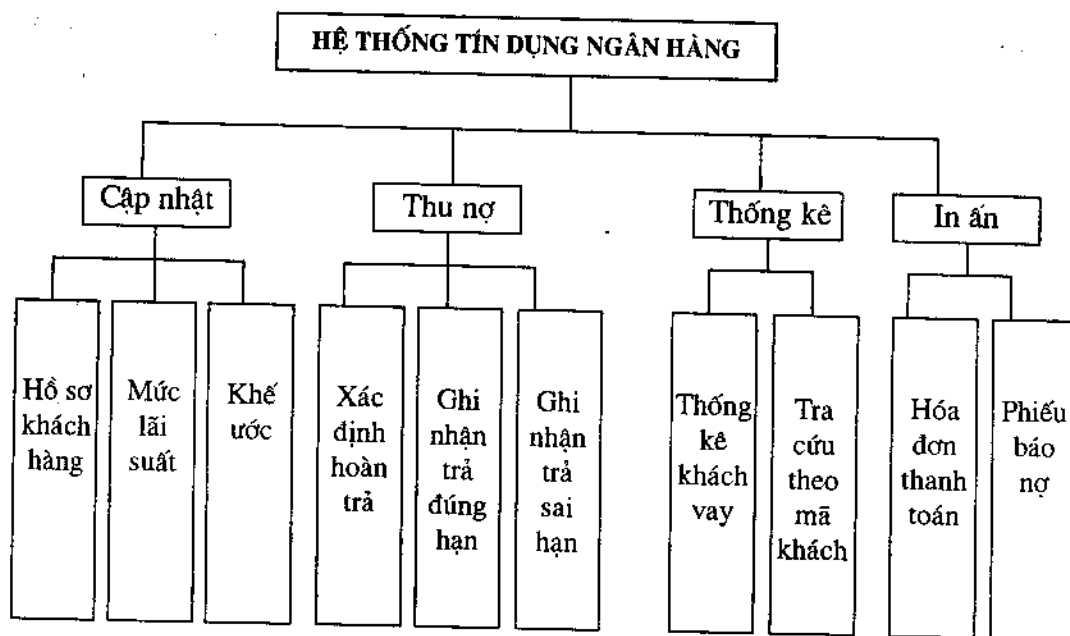 HỆ THỐNG TÍN DỤNG NGÂN HÀNG
Cập nhật
Thu nợ
Thống kê
In ấn
Hồ sơ
khách
hàng
Mức
lãi
suất
Khế
ước
Xác
định
hoàn
trả
Ghi
nhận
trả
đúng
hạn
Ghi
nhận
trả
sai
hạn
Thống
kê
khách
vay
Tra
cứu
theo
mã
khách
Hóa
đơn
thanh
toán
Phiếu
báo
nợ